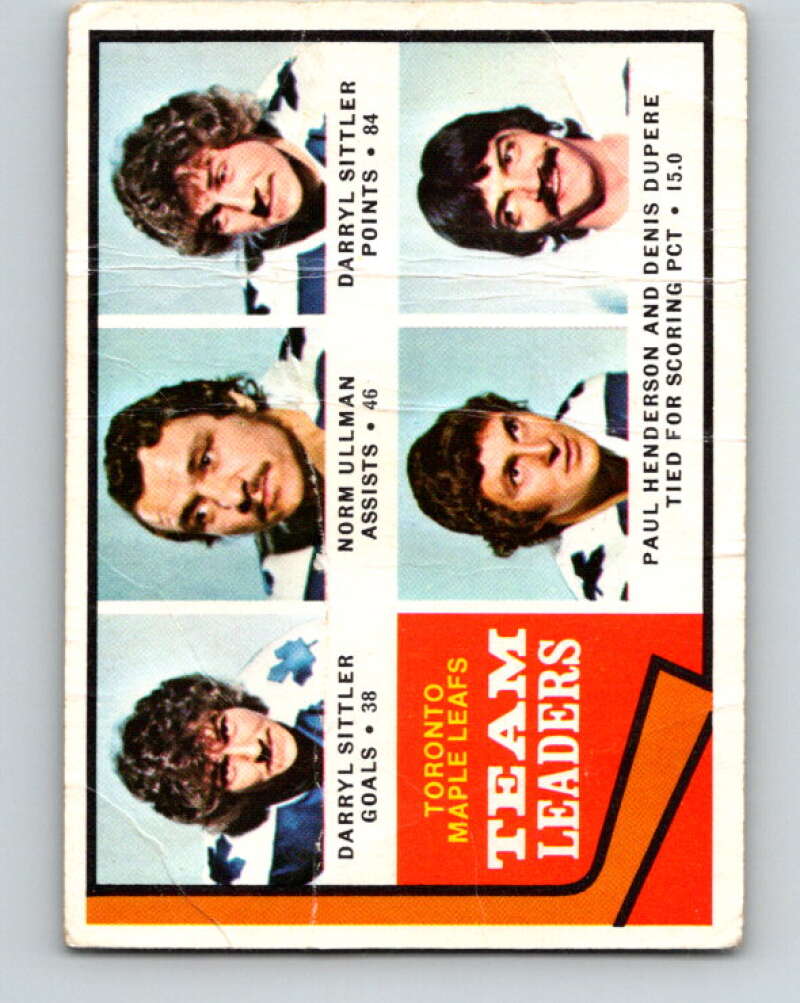 DARRYL SITTLER
GOALS • 38
NORM ULLMAN
ASSISTS • 46
DARRYL SITTLER
POINTS • 84
TORONTO
MAPLE LEAFS
TEAM
LEADERS
PAUL HENDERSON AND DENIS DUPERE
TIED FOR SCORING PCT • 15.0